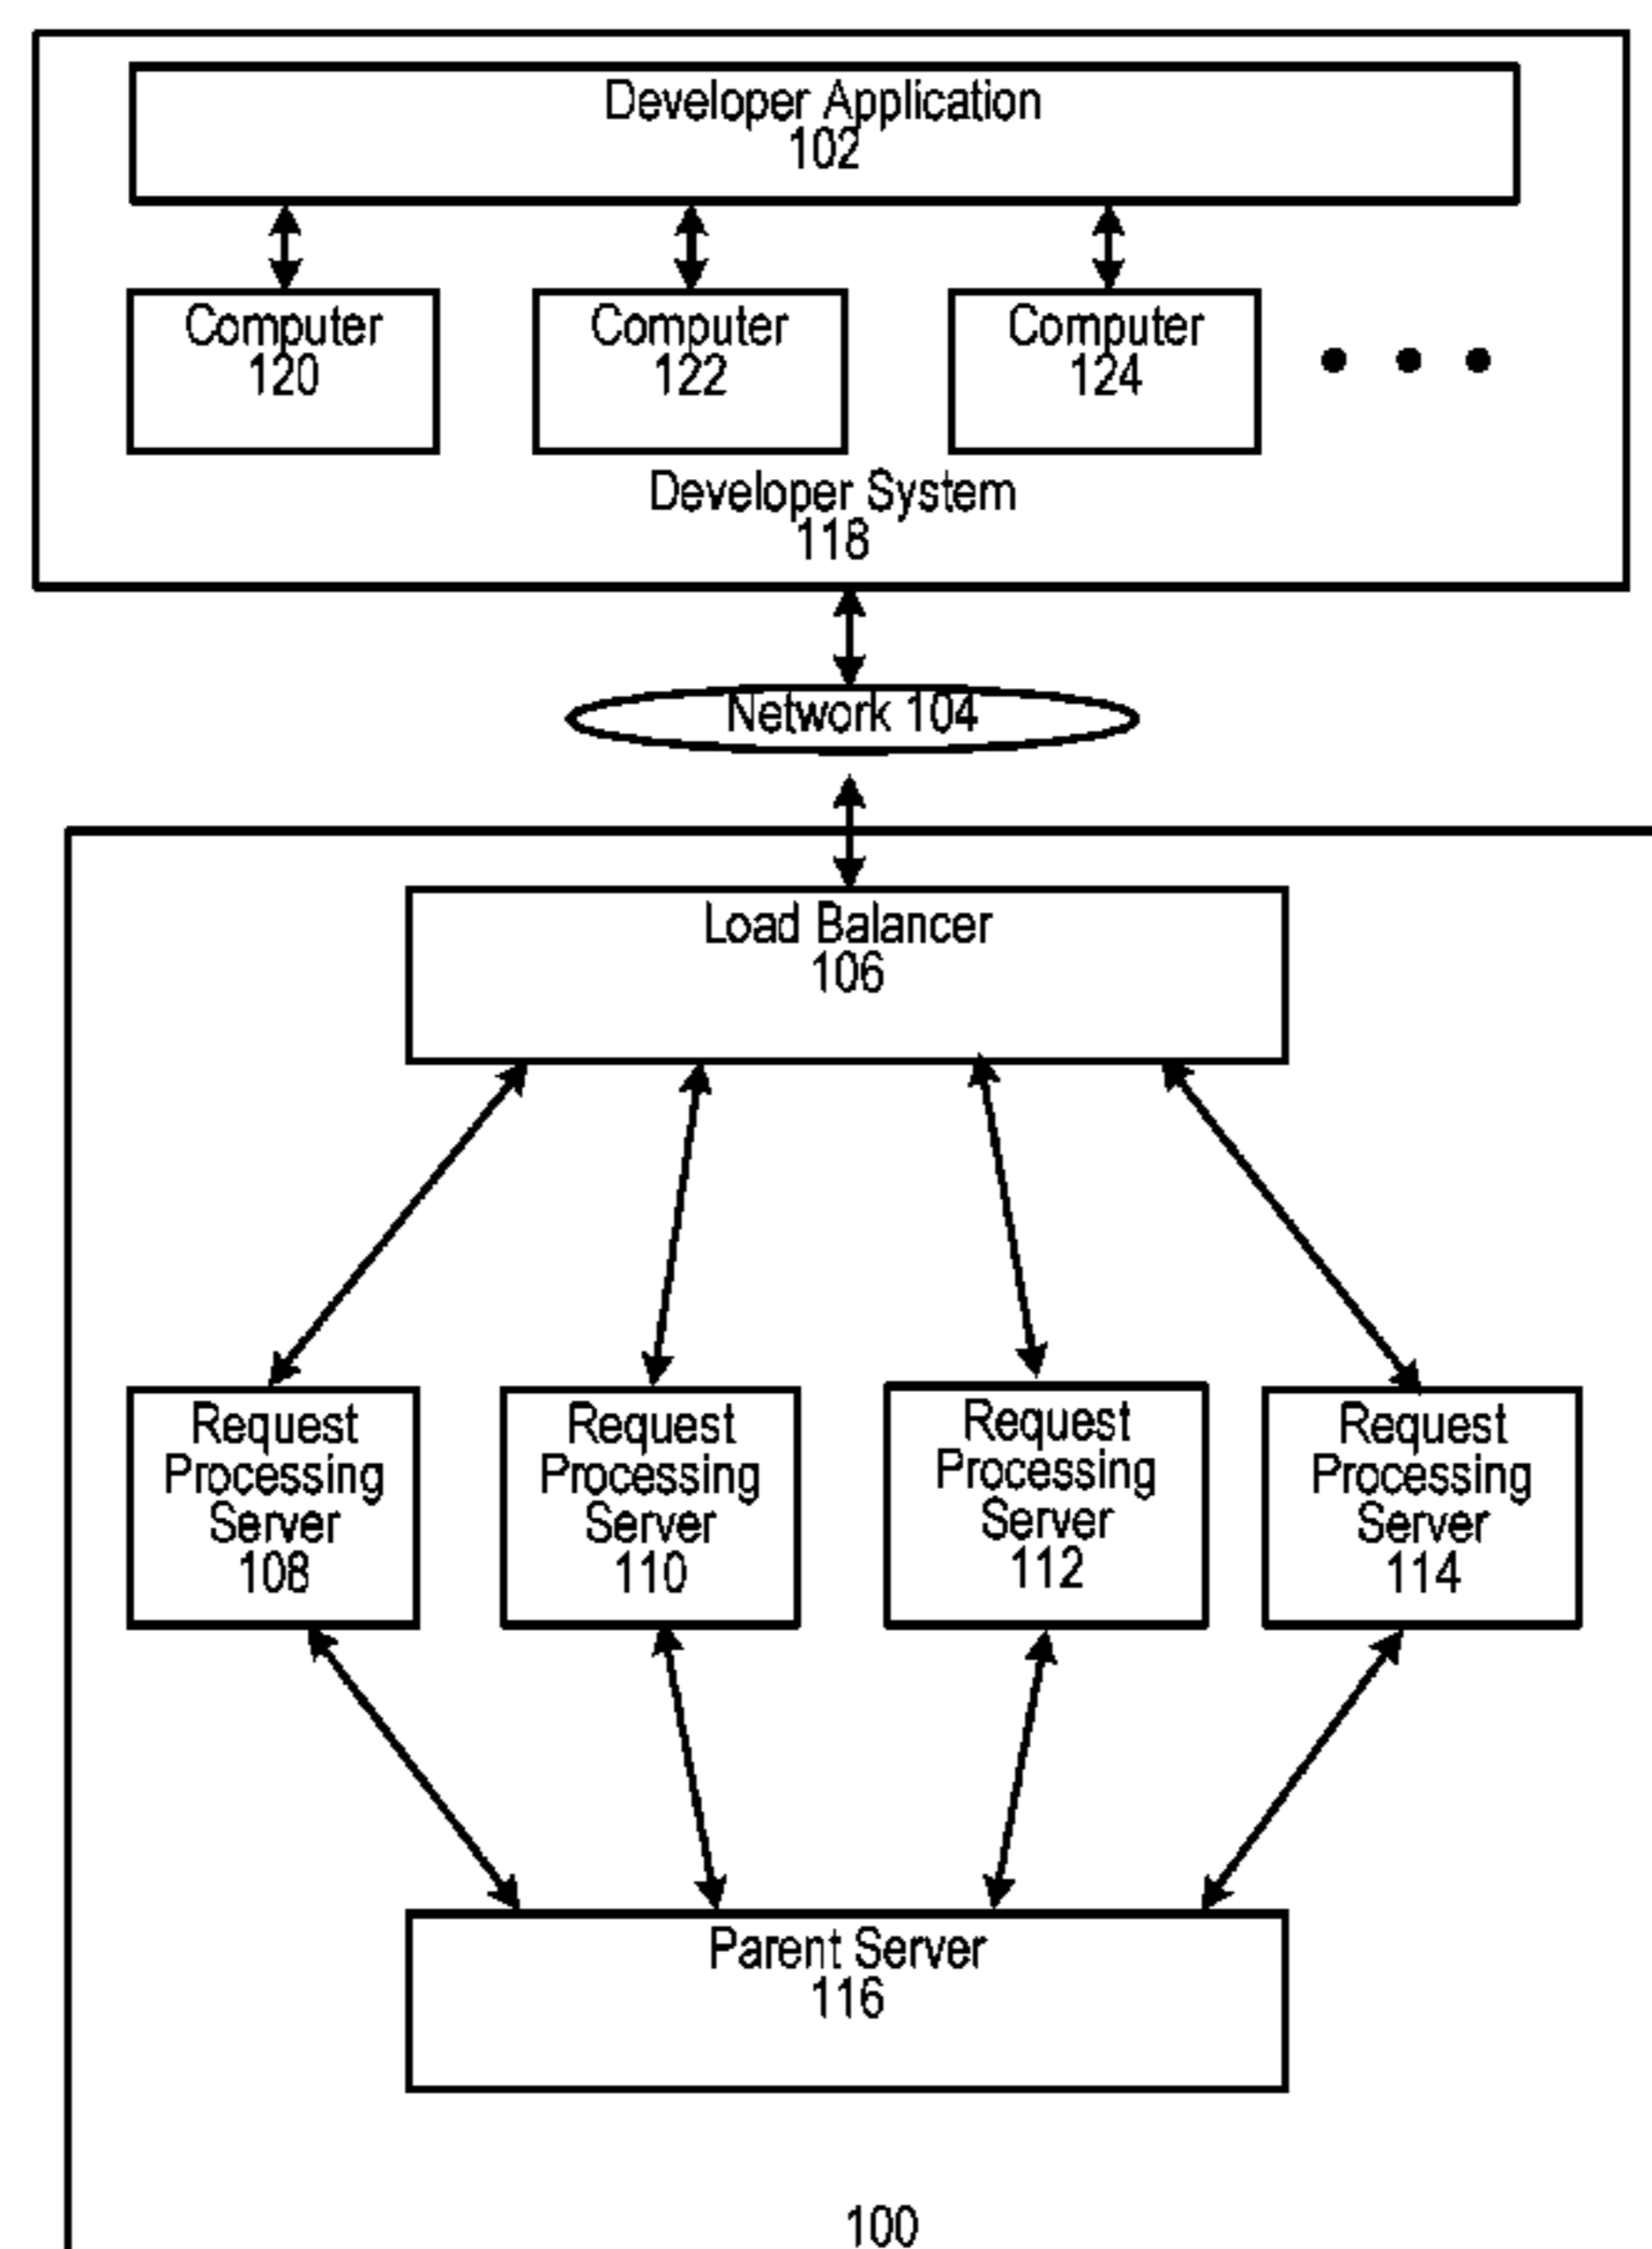 Developer Application
102
Computer
120
Computer
122
Computer
124
Developer System
118
Network 104
Load Balancer
106
Request
Processing
Server
108
Request
Processing
Server
110
Request
Processing
Server
112
Request
Processing
Server
114
Parent Server
116
100